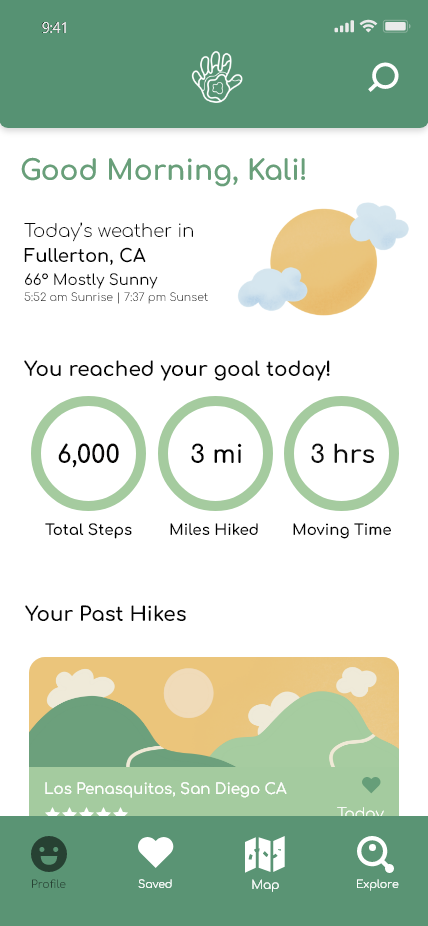 9:41
Good Morning, Kali!
Today's weather in
Fullerton, CA
66° Mostly Sunny
5:52 am Sunrise | 7:37 pm Sunset
You reached your goal today!
6,000 3 mi 3 hrs
Total Steps Miles Hiked Moving Time
Your Past Hikes
Los Penasquitos, San Diego CA
Today
Profile Saved Map Explore